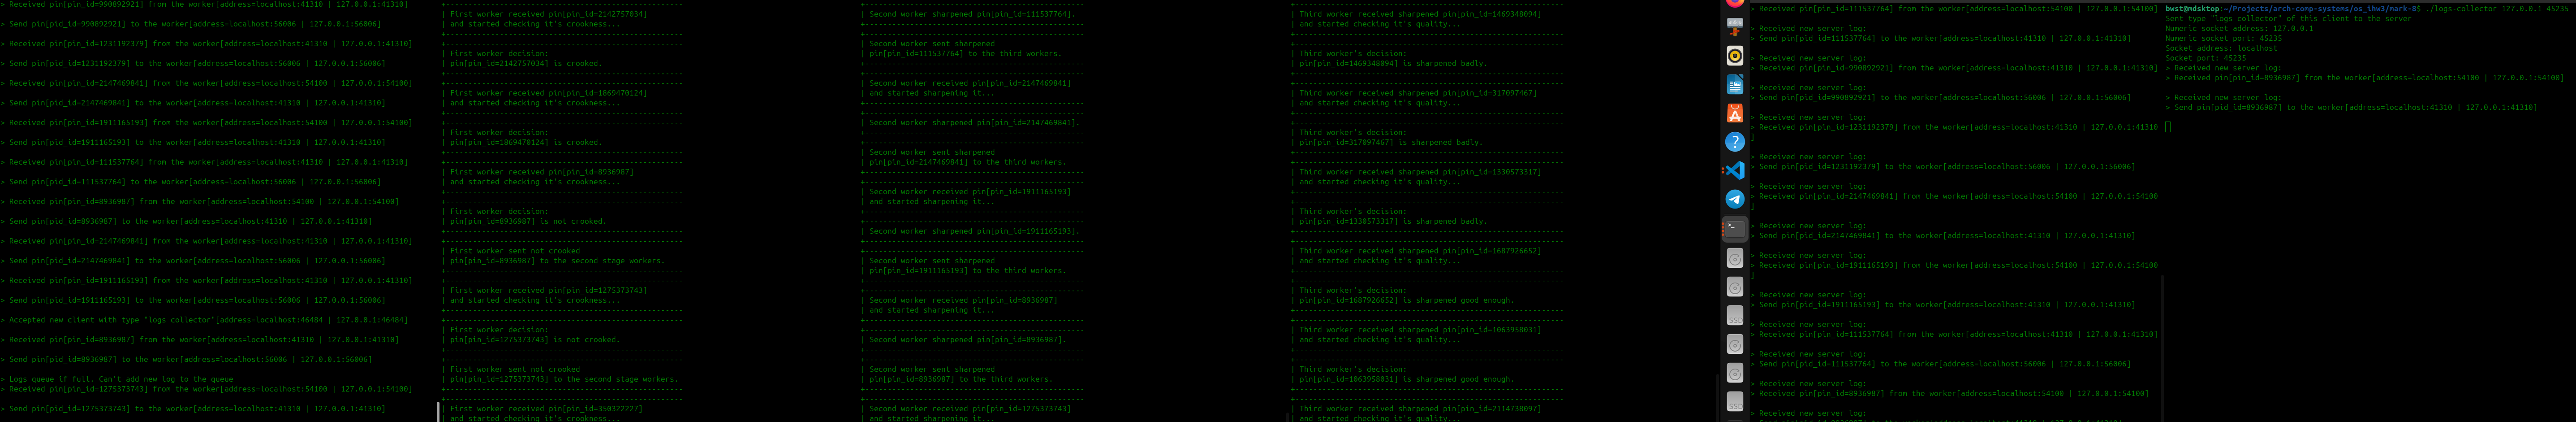 > Received pin[pin_id=990892921] from the worker[address=localhost:41310 | 127.0.0.1:41310]
> Send pin[pid_id=990892921] to the worker[address=localhost:56006 | 127.0.0.1:56006]
> Received pin[pin_id=1231192379] from the worker[address=localhost:41310 | 127.0.0.1:41310]
> Send pin[pid_id=1231192379] to the worker[address=localhost:56006 | 127.0.0.1:56006]
> Received pin[pin_id=2147469841] from the worker[address=localhost:54100 | 127.0.0.1:54100]
> Send pin[pid_id=2147469841] to the worker[address=localhost:41310 | 127.0.0.1:41310]
> Received pin[pin_id=1911165193] from the worker[address=localhost:54100 | 127.0.0.1:54100]
> Send pin[pid_id=1911165193] to the worker[address=localhost:41310 | 127.0.0.1:41310]
> Received pin[pin_id=111537764] from the worker[address=localhost:41310 | 127.0.0.1:41310]
> Send pin[pid_id=111537764] to the worker[address=localhost:56006 | 127.0.0.1:56006]
> Received pin[pin_id=8936987] from the worker[address=localhost:54100 | 127.0.0.1:54100]
> Send pin[pid_id=8936987] to the worker[address=localhost:41310 | 127.0.0.1:41310]
> Received pin[pin_id=2147469841] from the worker[address=localhost:41310 | 127.0.0.1:41310]
> Send pin[pid_id=2147469841] to the worker[address=localhost:56006 | 127.0.0.1:56006]
> Received pin[pin_id=1911165193] from the worker[address=localhost:41310 | 127.0.0.1:41310]
> Send pin[pid_id=1911165193] to the worker[address=localhost:56006 | 127.0.0.1:56006]
> Accepted new client with type "logs collector"[address=localhost:46484 | 127.0.0.1:46484]
> Received pin[pin_id=8936987] from the worker[address=localhost:41310 | 127.0.0.1:41310]
> Send pin[pid_id=8936987] to the worker[address=localhost:56006 | 127.0.0.1:56006]
> Logs queue if full. Can't add new log to the queue
> Received pin[pin_id=1275373743] from the worker[address=localhost:54100 | 127.0.0.1:54100]
> Send pin[pid_id=1275373743] to the worker[address=localhost:41310 | 127.0.0.1:41310]
| First worker received pin[pin_id=2142757034]
| and started checking it's crookness...
| First worker decision:
| pin[pin_id=2142757034] is crooked.
| First worker received pin[pin_id=1869470124]
| and started checking it's crookness...
| First worker decision:
| pin[pin_id=1869470124] is crooked.
| First worker received pin[pin_id=8936987]
| and started checking it's crookness...
| First worker decision:
| pin[pin_id=8936987] is not crooked.
| First worker sent not crooked
| pin[pin_id=8936987] to the second stage workers.
| First worker received pin[pin_id=1275373743]
| and started checking it's crookness...
| First worker decision:
| pin[pin_id=1275373743] is not crooked.
| First worker sent not crooked
| pin[pin_id=1275373743] to the second stage workers.
| First worker received pin[pin_id=350322227]
| and started checking it's crookness...
| Second worker sharpened pin[pin_id=111537764].
| Second worker sent sharpened
| pin[pin_id=111537764] to the third workers.
| Second worker received pin[pin_id=2147469841]
| and started sharpening it...
| Second worker sharpened pin[pin_id=2147469841].
| Second worker sent sharpened
| pin[pin_id=2147469841] to the third workers.
| Second worker received pin[pin_id=1911165193]
| and started sharpening it...
| Second worker sharpened pin[pin_id=1911165193].
| Second worker sent sharpened
| pin[pin_id=1911165193] to the third workers.
| Second worker received pin[pin_id=8936987]
| and started sharpening it...
| Second worker sharpened pin[pin_id=8936987].
| Second worker sent sharpened
| pin[pin_id=8936987] to the third workers.
| Second worker received pin[pin_id=1275373743]
| and started sharpening it...
| Third worker received sharpened pin[pin_id=1469348894]
| and started checking it's quality...
| Third worker's decision:
| pin[pin_id=1469348894] is sharpened badly.
| Third worker received sharpened pin[pin_id=317097467]
| and started checking it's quality...
| Third worker's decision:
| pin[pin_id=317097467] is sharpened badly.
| Third worker received sharpened pin[pin_id=1330573317]
| and started checking it's quality...
| Third worker's decision:
| pin[pin_id=1330573317] is sharpened badly.
| Third worker received sharpened pin[pin_id=1687926652]
| and started checking it's quality...
| Third worker's decision:
| pin[pin_id=1687926652] is sharpened good enough.
| Third worker received sharpened pin[pin_id=1063958031]
| and started checking it's quality...
| Third worker's decision:
| pin[pin_id=1063958031] is sharpened good enough.
| Third worker received sharpened pin[pin_id=2114738097]
| and started checking it's quality...
> Received pin[pin_id=111537764] from the worker[address=localhost:54100 | 127.0.0.1:54100]
> Received new server log:
> Send pin[pid_id=111537764] to the worker[address=localhost:41310 | 127.0.0.1:41310]
> Received new server log:
> Received pin[pin_id=990892921] from the worker[address=localhost:41310 | 127.0.0.1:41310]
> Received new server log:
> Send pin[pid_id=990892921] to the worker[address=localhost:56006 | 127.0.0.1:56006]
> Received new server log:
> Received pin[pin_id=1231192379] from the worker[address=localhost:41310 | 127.0.0.1:41310
]
> Received new server log:
> Send pin[pid_id=1231192379] to the worker[address=localhost:56006 | 127.0.0.1:56006]
> Received new server log:
> Received pin[pin_id=2147469841] from the worker[address=localhost:54100 | 127.0.0.1:54100
]
> Received new server log:
> Send pin[pid_id=2147469841] to the worker[address=localhost:41310 | 127.0.0.1:41310]
> Received new server log:
> Received pin[pin_id=1911165193] from the worker[address=localhost:54100 | 127.0.0.1:54100
]
> Received new server log:
> Send pin[pid_id=1911165193] to the worker[address=localhost:41310 | 127.0.0.1:41310]
> Received new server log:
> Received pin[pin_id=111537764] from the worker[address=localhost:41310 | 127.0.0.1:41310]
> Received new server log:
> Send pin[pid_id=111537764] to the worker[address=localhost:56006 | 127.0.0.1:56006]
> Received new server log:
> Received pin[pin_id=8936987] from the worker[address=localhost:54100 | 127.0.0.1:54100]
> Received new server log:
bwst@mdsktop:~/Projects/arch-comp-systems/os_ihw3/mark-8$ ./logs-collector 127.0.0.1 45235
Sent type "logs collector" of this client to the server
Numeric socket address: 127.0.0.1
Numeric socket port: 45235
Socket address: localhost
Socket port: 45235
> Received new server log:
> Received pin[pin_id=8936987] from the worker[address=localhost:54100 | 127.0.0.1:54100]
> Received new server log:
> Send pin[pid_id=8936987] to the worker[address=localhost:41310 | 127.0.0.1:41310]